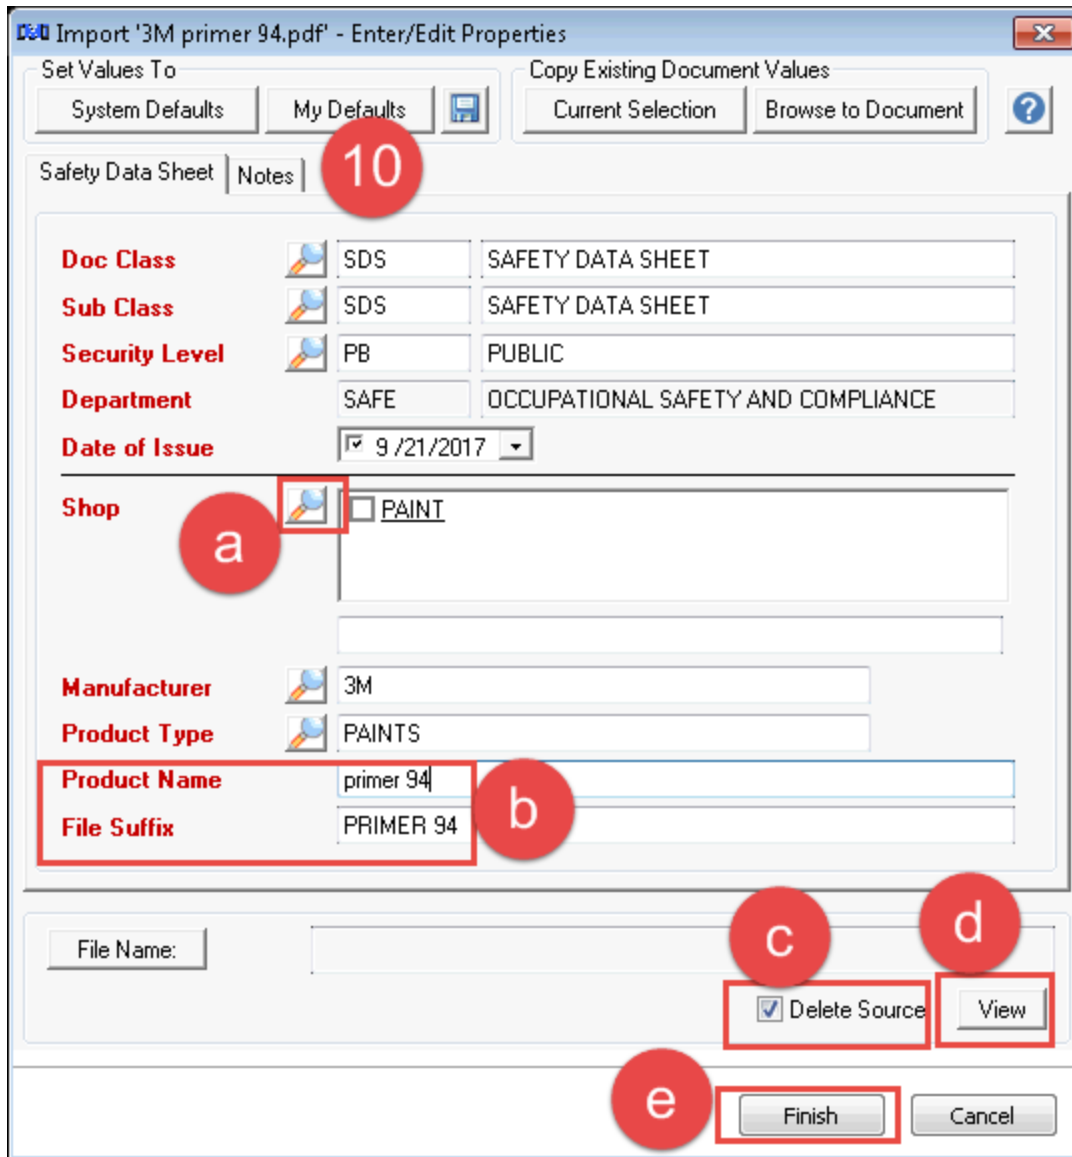 Import '3M primer 94.pdf' - Enter/Edit Properties
Set Values To
Copy Existing Document Values
System Defaults
My Defaults
Current Selection
Browse to Document
?
10
Safety Data Sheet
Notes
Doc Class SDS SAFETY DATA SHEET
Sub Class SDS SAFETY DATA SHEET
Security Level PB PUBLIC
Department SAFE OCCUPATIONAL SAFETY AND COMPLIANCE
Date of Issue 9 /21/2017
Shop PAINT
a
Manufacturer 3M
Product Type PAINTS
Product Name primer 94
b
File Suffix PRIMER 94
c
d
File Name:
Delete Source View
e
Finish Cancel